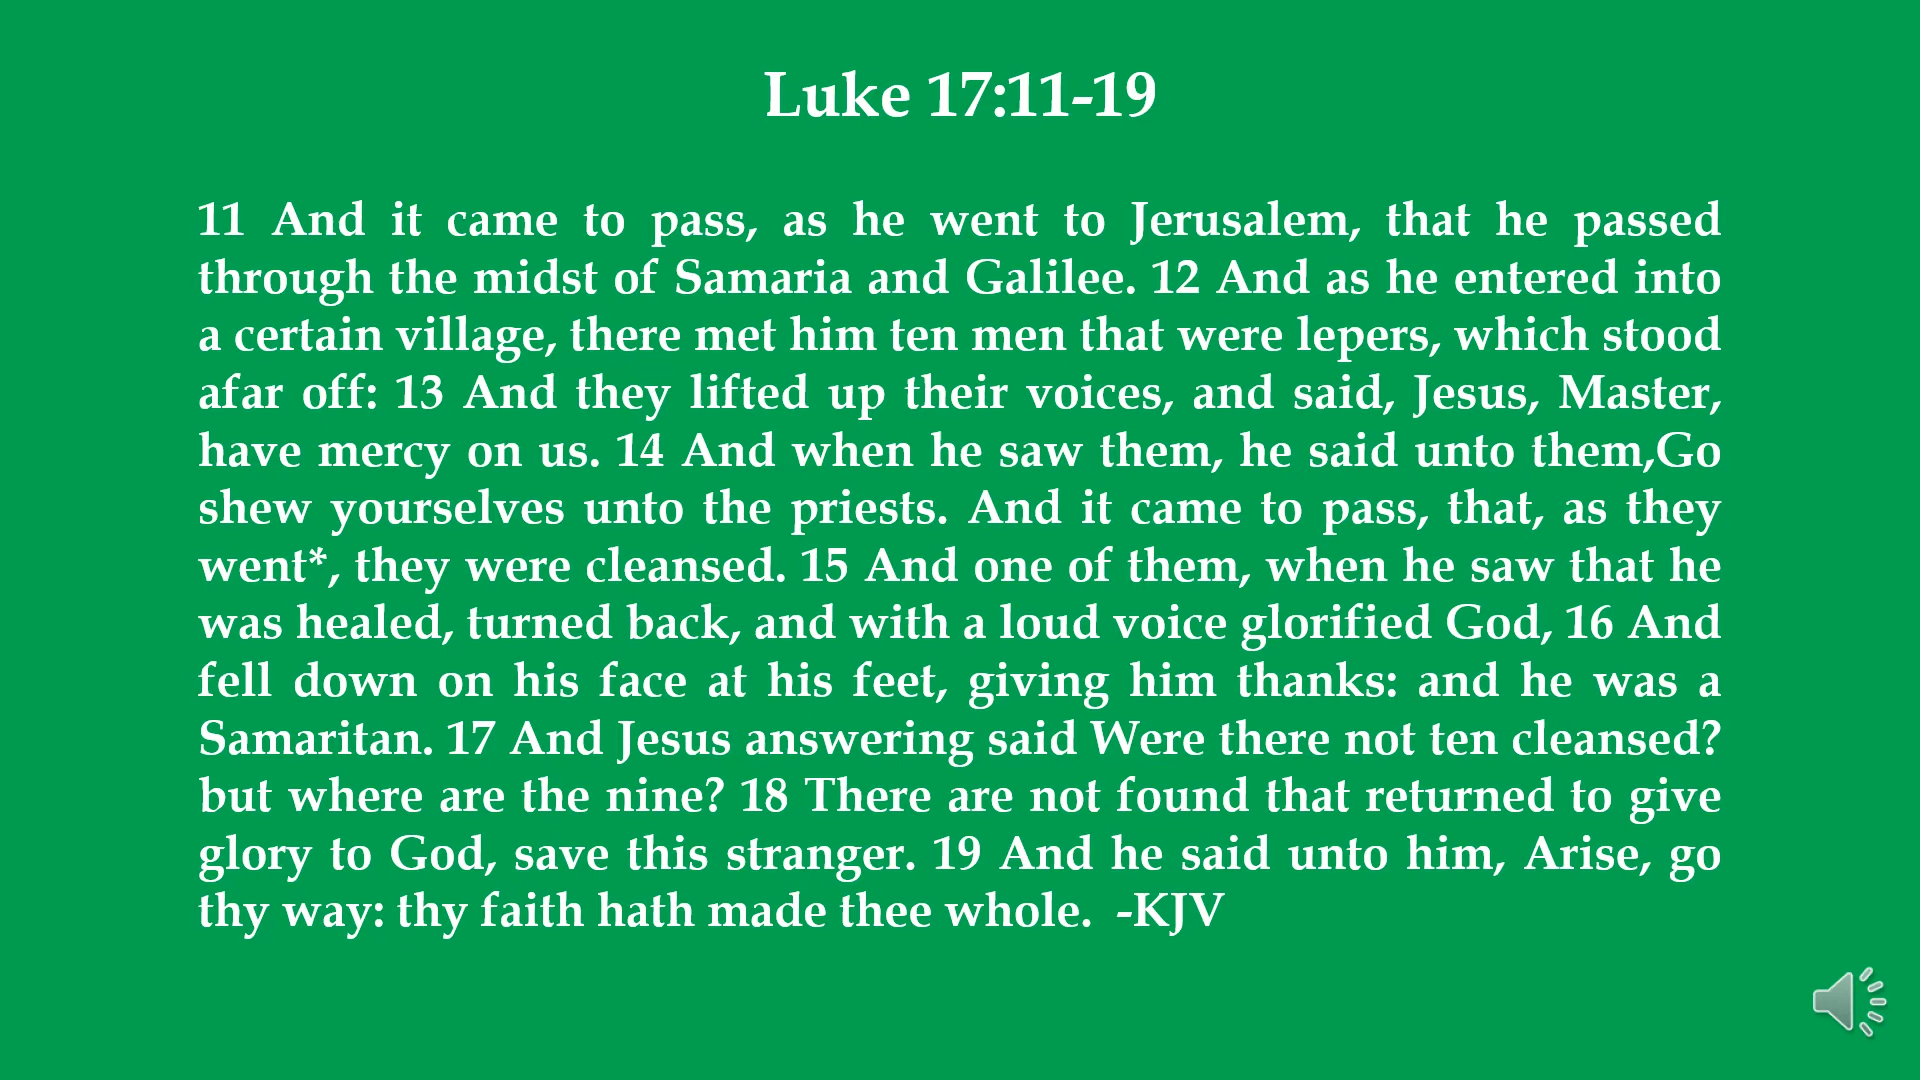 Luke 17:11-19
11 And it came to pass, as he went to Jerusalem, that he passed
through the midst of Samaria and Galilee. 12 And as he entered into
a certain village, there met him ten men that were lepers, which stood
afar off: 13 And they lifted up their voices, and said, Jesus, Master,
have mercy on us. 14 And when he saw them, he said unto them,Go
shew yourselves unto the priests. And it came to pass, that, as they
went*, they were cleansed. 15 And one of them, when he saw that he
was healed, turned back, and with a loud voice glorified God, 16 And
fell down on his face at his feet, giving him thanks: and he was a
Samaritan. 17 And Jesus answering said Were there not ten cleansed?
but where are the nine? 18 There are not found that returned to give
glory to God, save this stranger. 19 And he said unto him, Arise, go
thy way: thy faith hath made thee whole.  -KJV